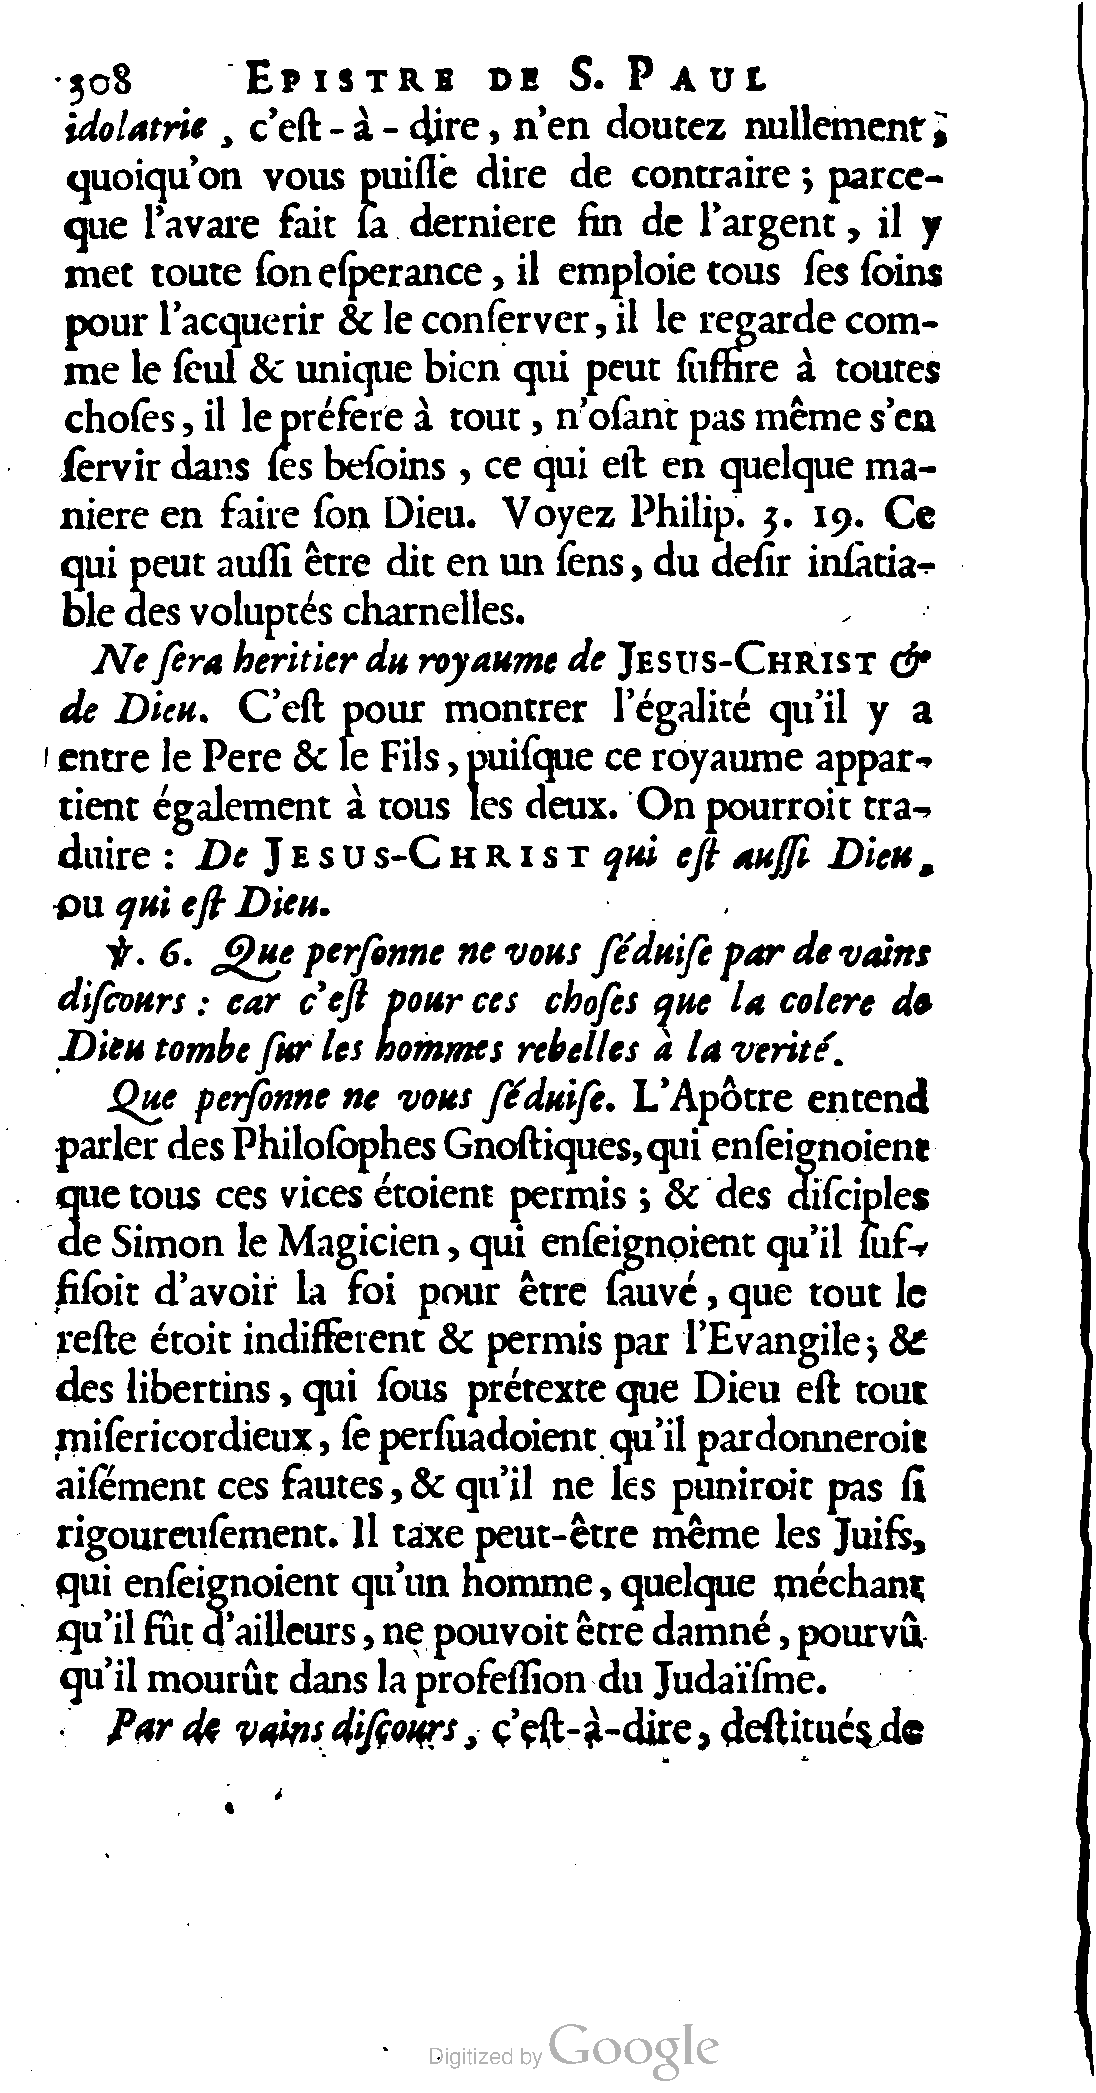 308 EPISTRE DE S. PAUL
idolatrie, c'eſt-à-dire, n'en doutez nullement;
quoiqu'on vous puiſſe dire de contraire; parce-
que l'avare fait ſa derniere fin de l'argent, il y
met toute ſon eſperance, il emploie tous ſes ſoins
pour l'acquerir & le conſerver, il le regarde com-
me le ſeul & unique bien qui peut ſuffire à toutes
choſes, il le préfere à tout, n'oſant pas même s'en
ſervir dans ſes beſoins, ce qui eſt en quelque ma-
niere en faire ſon Dieu. Voyez Philip. 3. 19. Ce
qui peut auſſi être dit en un ſens, du deſir inſatia-
ble des voluptés charnelles.
Ne ſera heritier du royaume de JESUS-CHRIST &
de Dieu. C'eſt pour montrer l'égalité qu'il y a
entre le Pere & le Fils, puiſque ce royaume appar-
tient également à tous les deux. On pourroit tra-
duire : De JESUS-CHRIST qui eſt auſſi Dieu,
ou qui eſt Dieu.
℣. 6. Que perſonne ne vous ſéduiſe par de vains
diſcours : car c'eſt pour ces choſes que la colere de
Dieu tombe ſur les hommes rebelles à la verité.
Que perſonne ne vous ſéduiſe. L'Apôtre entend
parler des Philoſophes Gnoſtiques, qui enſeignoient
que tous ces vices étoient permis; & des diſciples
de Simon le Magicien, qui enſeignoient qu'il ſuf-
fiſoit d'avoir la foi pour être ſauvé, que tout le
reſte étoit indifferent & permis par l'Evangile; &
des libertins, qui ſous prétexte que Dieu eſt tout
miſericordieux, ſe perſuadoient qu'il pardonneroit
aiſément ces fautes, & qu'il ne les puniroit pas ſi
rigoureuſement. Il taxe peut-être même les Juifs,
qui enſeignoient qu'un homme, quelque méchant
qu'il fût d'ailleurs, ne pouvoit être damné, pourvû
qu'il mourût dans la profeſſion du Judaïſme.
Par de vains diſcours, c'eſt-à-dire, deſtitués de
Digitized by Google